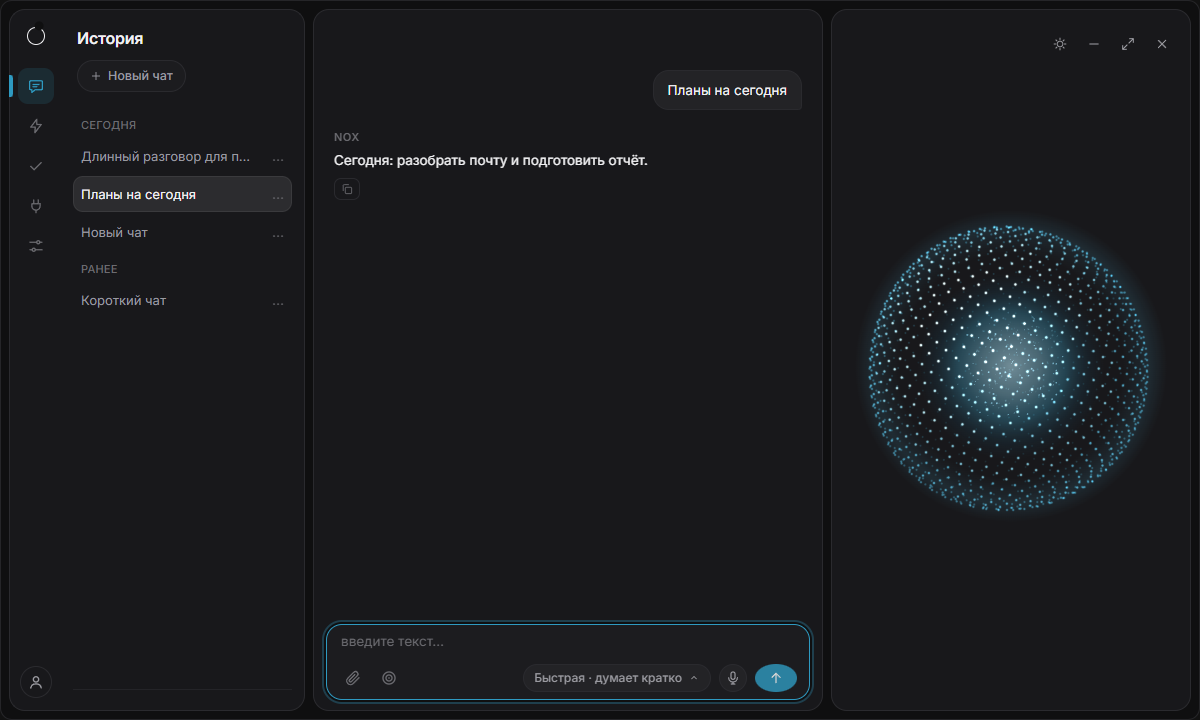 История
+ Новый чат
СЕГОДНЯ
Длинный разговор для п...
...
Планы на сегодня
...
Новый чат
...
РАНЕЕ
Короткий чат
...
Планы на сегодня
NOX
Сегодня: разобрать почту и подготовить отчёт.
введите текст...
Быстрая · думает кратко